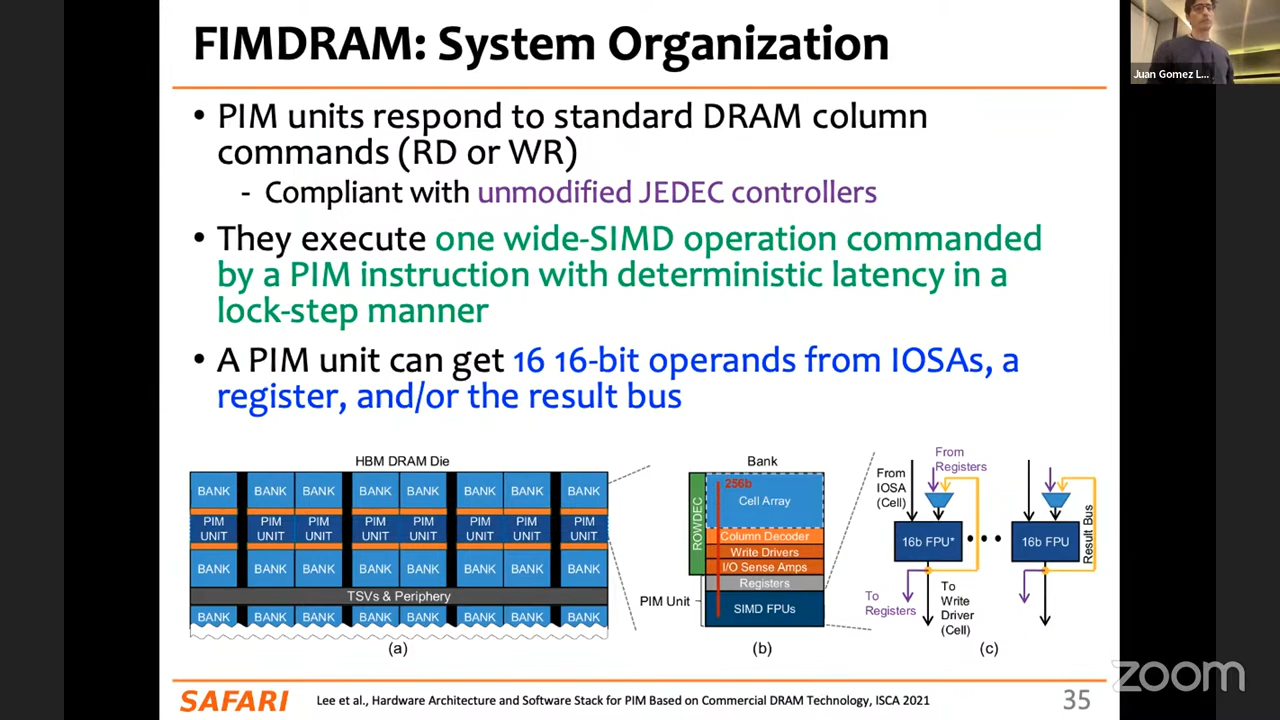 FIMDRAM: System Organization
Juan Gomez L...
• PIM units respond to standard DRAM column
commands (RD or WR)
- Compliant with unmodified JEDEC controllers
• They execute one wide-SIMD operation commanded
by a PIM instruction with deterministic latency in a
lock-step manner
• A PIM unit can get 16 16-bit operands from IOSAs, a
register, and/or the result bus
HBM DRAM Die
BANK BANK BANK BANK BANK BANK BANK BANK
PIM UNIT PIM UNIT PIM UNIT PIM UNIT PIM UNIT PIM UNIT PIM UNIT PIM UNIT
BANK BANK BANK BANK BANK BANK BANK BANK
TSVs & Periphery
BANK BANK BANK BANK BANK BANK BANK BANK
(a)
Bank
256b
Cell Array
ROWDEC
Column Decoder
Write Drivers
I/O Sense Amps
Registers
PIM Unit
SIMD FPUs
(b)
From
Registers
From
IOSA
(Cell)
16b FPU*
16b FPU
Result Bus
To
Registers
To
Write
Driver
(Cell)
(c)
zoom
SAFARI
Lee et al., Hardware Architecture and Software Stack for PIM Based on Commercial DRAM Technology, ISCA 2021
35